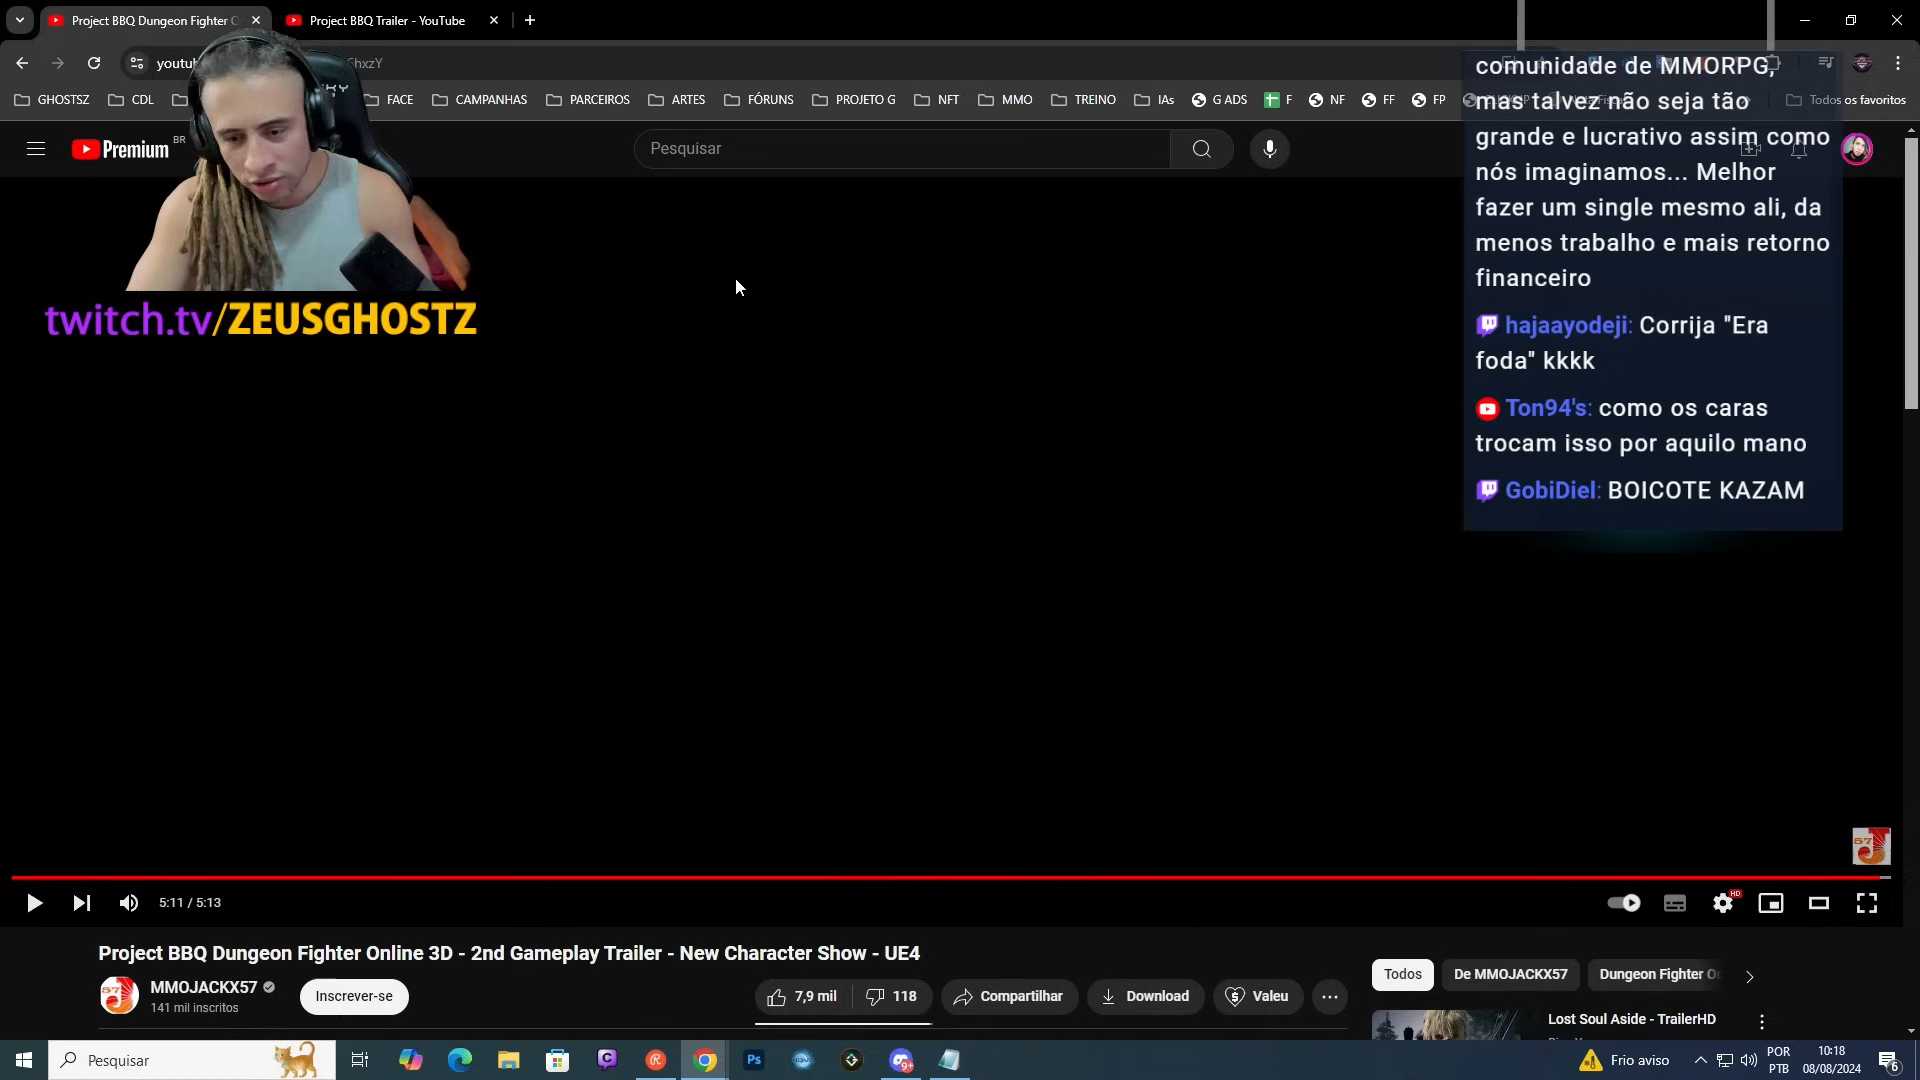 Project BBQ Dungeon Fighter
Project BBQ Trailer - YouTube
hxzY
GHOSTSZ
CDL
FACE
CAMPANHAS
PARCEIROS
ARTES
FÓRUNS
PROJETO G
NFT
MMO
TREINO
IAs
G ADS
F
NF
FF
FP
Todos os favoritos
Premium
BR
Pesquisar
twitch.tv/ZEUSGHOSTZ
comunidade de MMORPG,
mas talvez não seja tão
grande e lucrativo assim como
nós imaginamos... Melhor
fazer um single mesmo ali, da
menos trabalho e mais retorno
financeiro
hajaayodeji: Corrija "Era
foda" kkkk
Ton94's: como os caras
trocam isso por aquilo mano
GobiDiel: BOICOTE KAZAM
57 J
5:11 / 5:13
HD
Project BBQ Dungeon Fighter Online 3D - 2nd Gameplay Trailer - New Character Show - UE4
MMOJACKX57
141 mil inscritos
Inscrever-se
7,9 mil
118
Compartilhar
Download
Valeu
Todos
De MMOJACKX57
Dungeon Fighter
Lost Soul Aside - TrailerHD
Pesquisar
Ps
9+
Frio aviso
POR
PTB
10:18
08/08/2024
6